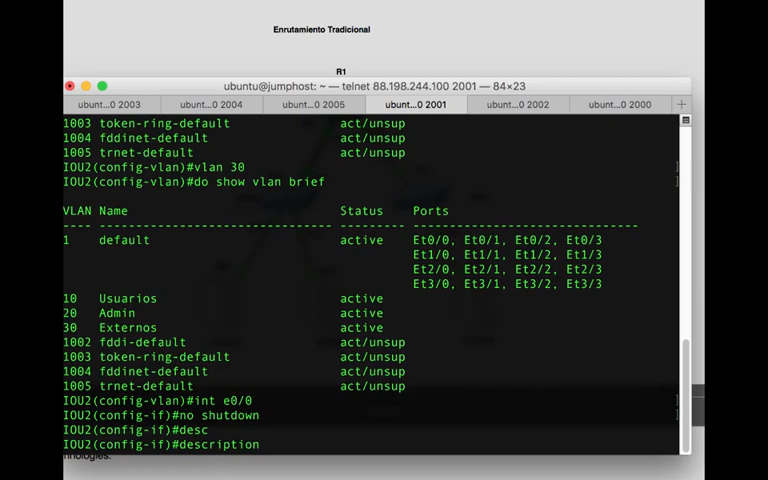 Enrutamiento Tradicional
R1
ubuntu@jumphost: ~ — telnet 88.198.244.100 2001 — 84×23
ubunt...0 2003 ubunt...0 2004 ubunt...0 2005 ubunt...0 2001 ubunt...0 2002 ubunt...0 2000 +
1003 token-ring-default act/unsup
1004 fddinet-default act/unsup
1005 trnet-default act/unsup
IOU2(config-vlan)#vlan 30
IOU2(config-vlan)#do show vlan brief
VLAN Name Status Ports
---- -------------------------------- --------- -------------------------------
1 default active Et0/0, Et0/1, Et0/2, Et0/3
Et1/0, Et1/1, Et1/2, Et1/3
Et2/0, Et2/1, Et2/2, Et2/3
Et3/0, Et3/1, Et3/2, Et3/3
10 Usuarios active
20 Admin active
30 Externos active
1002 fddi-default act/unsup
1003 token-ring-default act/unsup
1004 fddinet-default act/unsup
1005 trnet-default act/unsup
IOU2(config-vlan)#int e0/0
IOU2(config-if)#no shutdown
IOU2(config-if)#desc
IOU2(config-if)#description
hnologies.